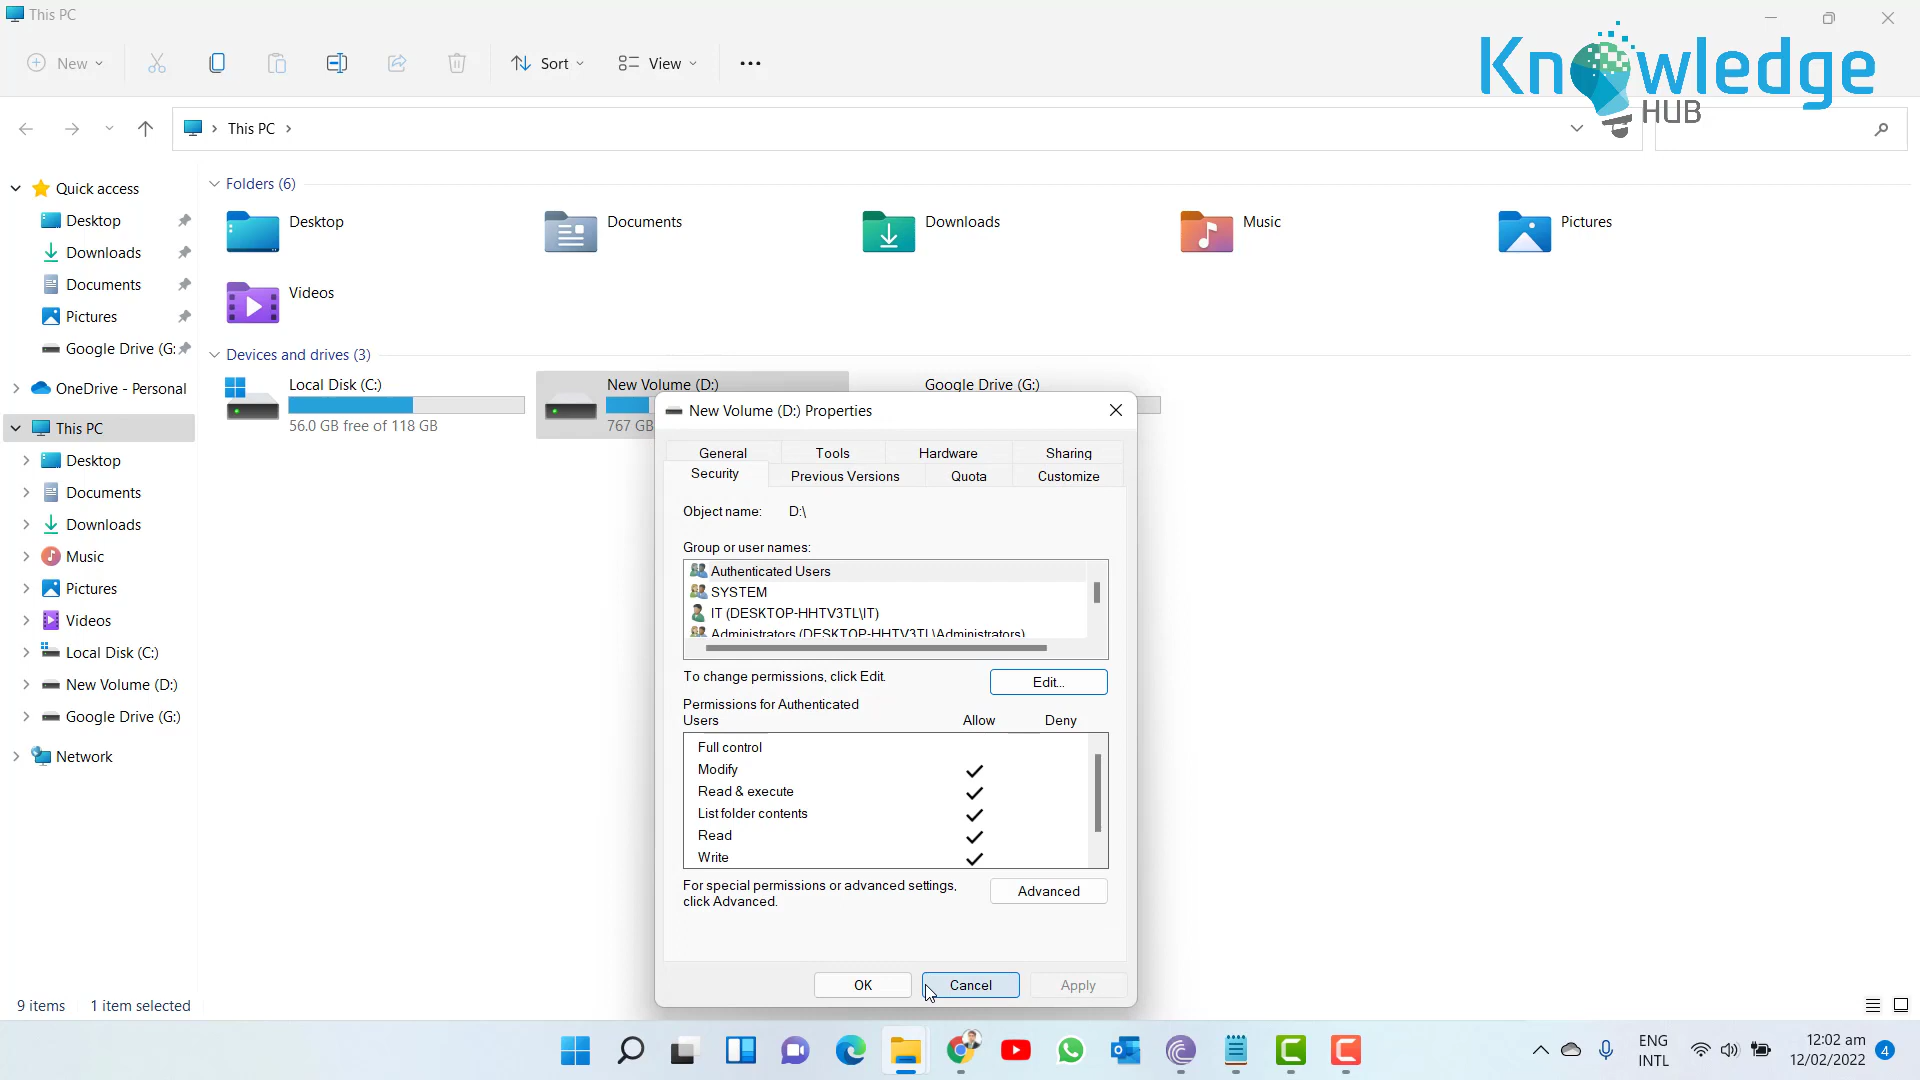 This PC
Knowledge
HUB
New
Sort
View
This PC
Quick access
Desktop
Downloads
Documents
Pictures
Google Drive (G:
OneDrive - Personal
This PC
Desktop
Documents
Downloads
Music
Pictures
Videos
Local Disk (C:)
New Volume (D:)
Google Drive (G:)
Network
Folders (6)
Desktop
Documents
Downloads
Music
Pictures
Videos
Devices and drives (3)
Local Disk (C:)
56.0 GB free of 118 GB
New Volume (D:)
767 GB
Google Drive (G:)
New Volume (D:) Properties
General
Tools
Hardware
Sharing
Security
Previous Versions
Quota
Customize
Object name: D:\
Group or user names:
Authenticated Users
SYSTEM
IT (DESKTOP-HHTV3TL\IT)
Administrators (DESKTOP-HHTV3TL\Administrators)
To change permissions, click Edit.
Edit...
Permissions for Authenticated
Users
Allow
Deny
Full control
Modify
Read & execute
List folder contents
Read
Write
For special permissions or advanced settings,
click Advanced.
Advanced
OK
Cancel
Apply
9 items
1 item selected
ENG
INTL
12:02 am
12/02/2022
4